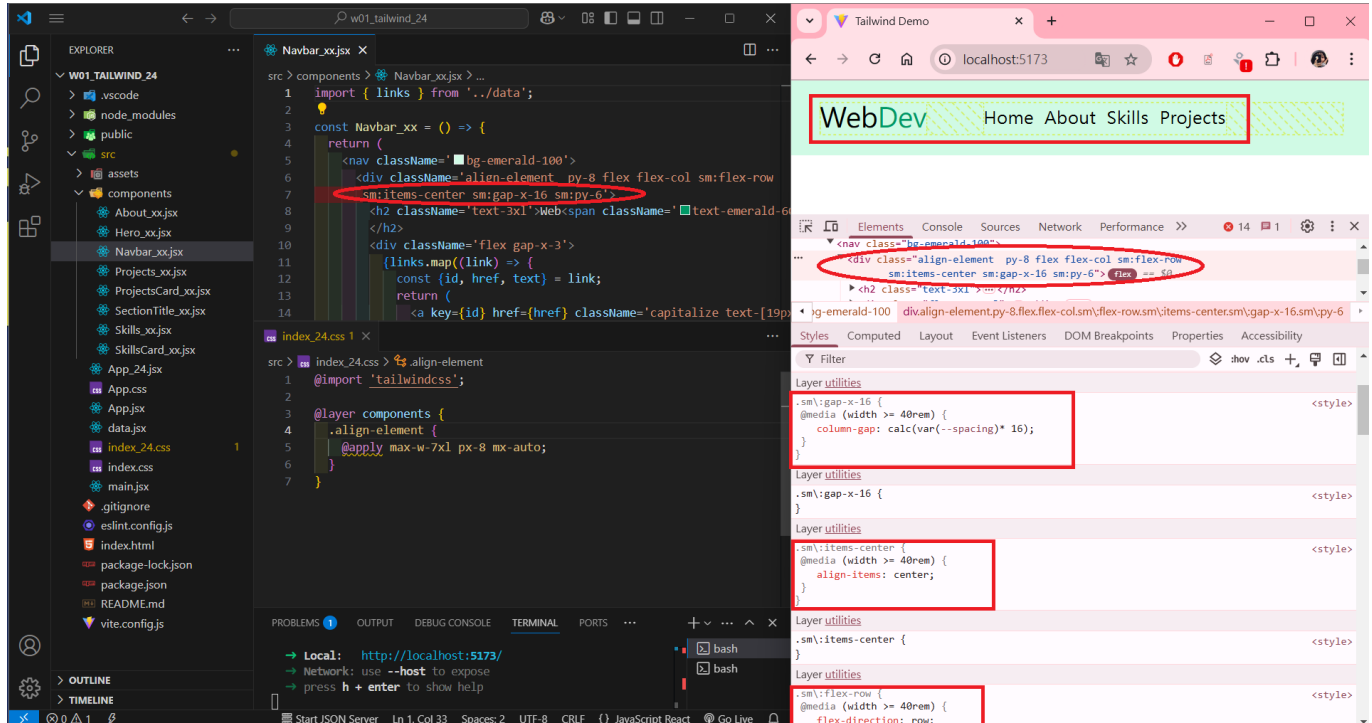 w01_tailwind_24
EXPLORER
W01_TAILWIND_24
.vscode
node_modules
public
src
assets
components
About_xx.jsx
Hero_xx.jsx
Navbar_xx.jsx
Projects_xx.jsx
ProjectsCard_xx.jsx
SectionTitle_xx.jsx
Skills_xx.jsx
SkillsCard_xx.jsx
App_24.jsx
App.css
App.jsx
data.jsx
index_24.css 1
index.css
main.jsx
.gitignore
eslint.config.js
index.html
package-lock.json
package.json
README.md
vite.config.js
OUTLINE
TIMELINE
Navbar_xx.jsx
src > components > Navbar_xx.jsx > ...
1 import { links } from '../data';
2
3 const Navbar_xx = () => {
4 return (
5 <nav className='bg-emerald-100'>
6 <div className='align-element  py-8 flex flex-col sm:flex-row
7 sm:items-center sm:gap-x-16 sm:py-6'>
8 <h2 className='text-3xl'>Web<span className='text-emerald-60
9 </h2>
10 <div className='flex gap-x-3'>
11 {links.map((link) => {
12 const {id, href, text} = link;
13 return (
14 <a key={id} href={href} className='capitalize text-[19px
index_24.css 1
src > index_24.css > .align-element
1 @import 'tailwindcss';
2
3 @layer components {
4 .align-element {
5 @apply max-w-7xl px-8 mx-auto;
6 }
7 }
PROBLEMS 1 OUTPUT DEBUG CONSOLE TERMINAL PORTS
→ Local: http://localhost:5173/
→ Network: use --host to expose
→ press h + enter to show help
bash
bash
0 1 Start JSON Server Ln 1, Col 33 Spaces: 2 UTF-8 CRLF {} JavaScript React Go Live
Tailwind Demo
localhost:5173
WebDev Home About Skills Projects
Elements Console Sources Network Performance 14 1
<nav class="bg-emerald-100">
<div class="align-element  py-8 flex flex-col sm:flex-row
sm:items-center sm:gap-x-16 sm:py-6"> flex == $0
<h2 class="text-3xl">…</h2>
og-emerald-100 div.align-element.py-8.flex.flex-col.sm\:flex-row.sm\:items-center.sm\:gap-x-16.sm\:py-6
Styles Computed Layout Event Listeners DOM Breakpoints Properties Accessibility
Filter :hov .cls
Layer utilities
.sm\:gap-x-16 { <style>
@media (width >= 40rem) {
column-gap: calc(var(--spacing)* 16);
}
}
Layer utilities
.sm\:gap-x-16 { <style>
}
Layer utilities
.sm\:items-center { <style>
@media (width >= 40rem) {
align-items: center;
}
}
Layer utilities
.sm\:items-center { <style>
}
Layer utilities
.sm\:flex-row { <style>
@media (width >= 40rem) {
flex-direction: row;